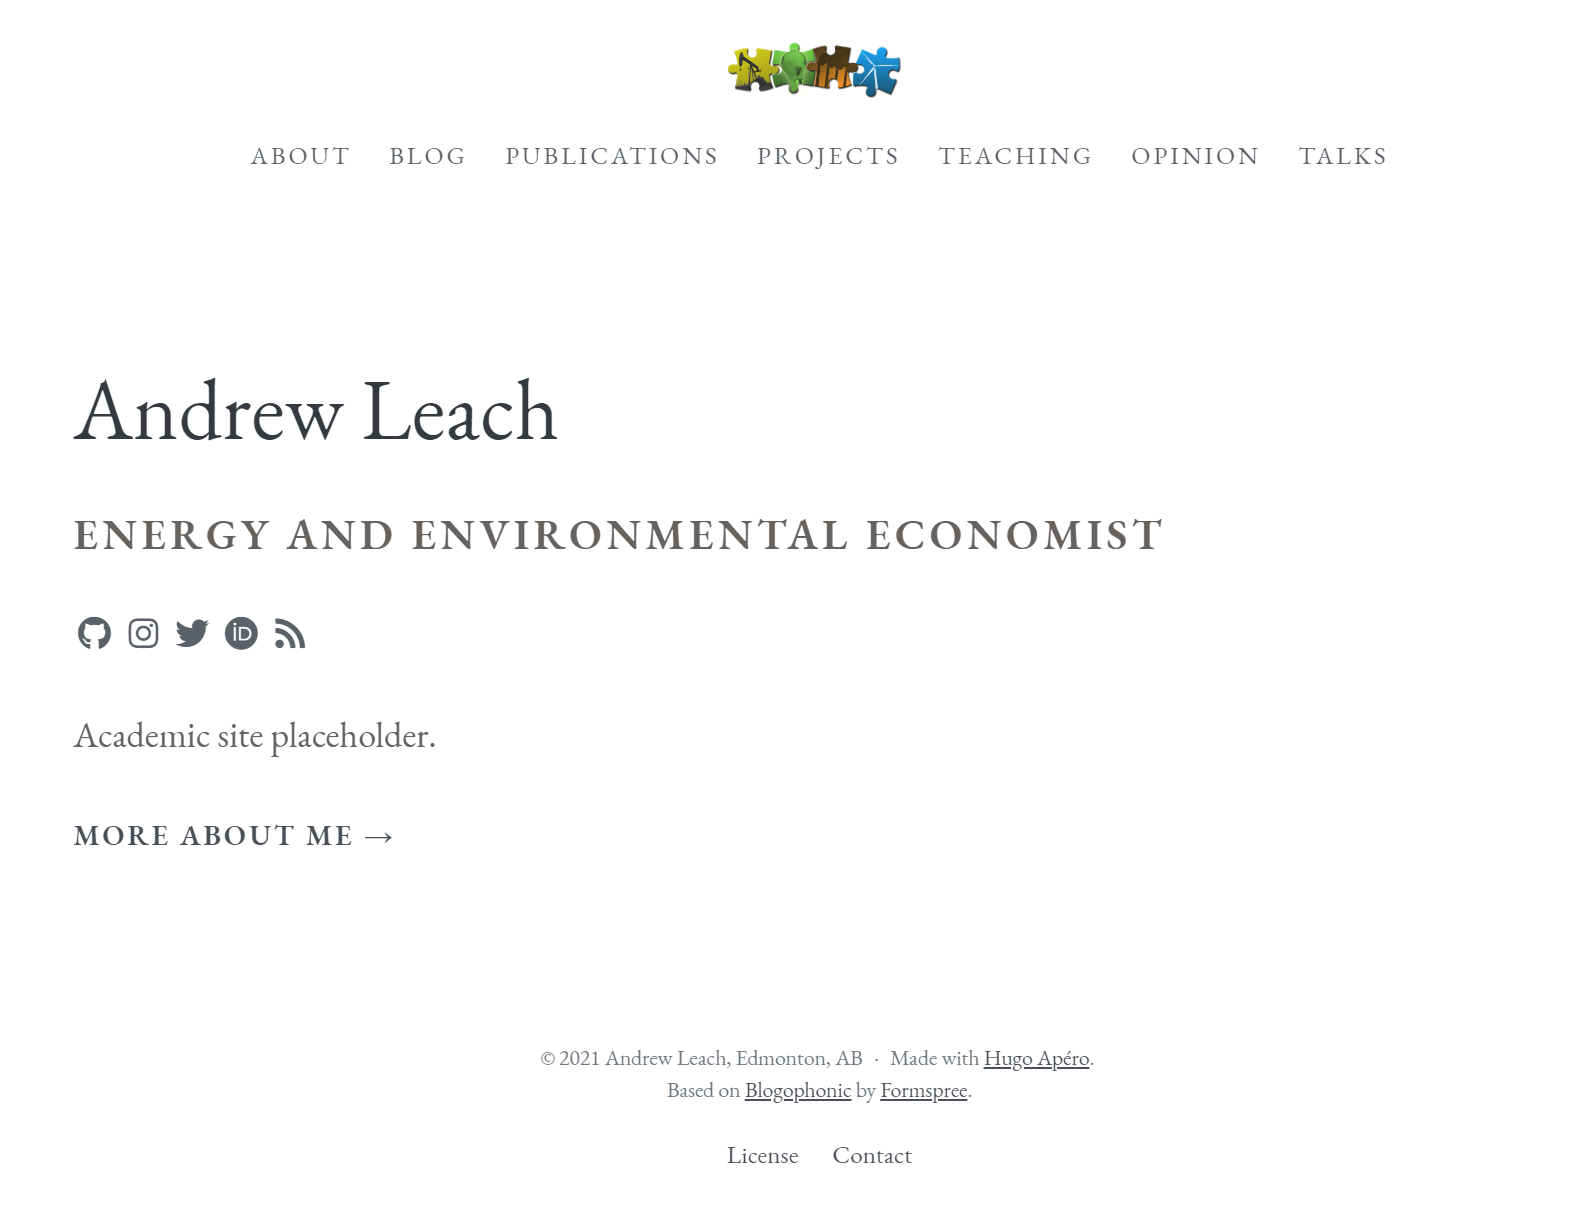 ABOUT BLOG PUBLICATIONS PROJECTS TEACHING OPINION TALKS
Andrew Leach
ENERGY AND ENVIRONMENTAL ECONOMIST
iD
Academic site placeholder.
MORE ABOUT ME →
© 2021 Andrew Leach, Edmonton, AB · Made with Hugo Apéro.
Based on Blogophonic by Formspree.
License Contact